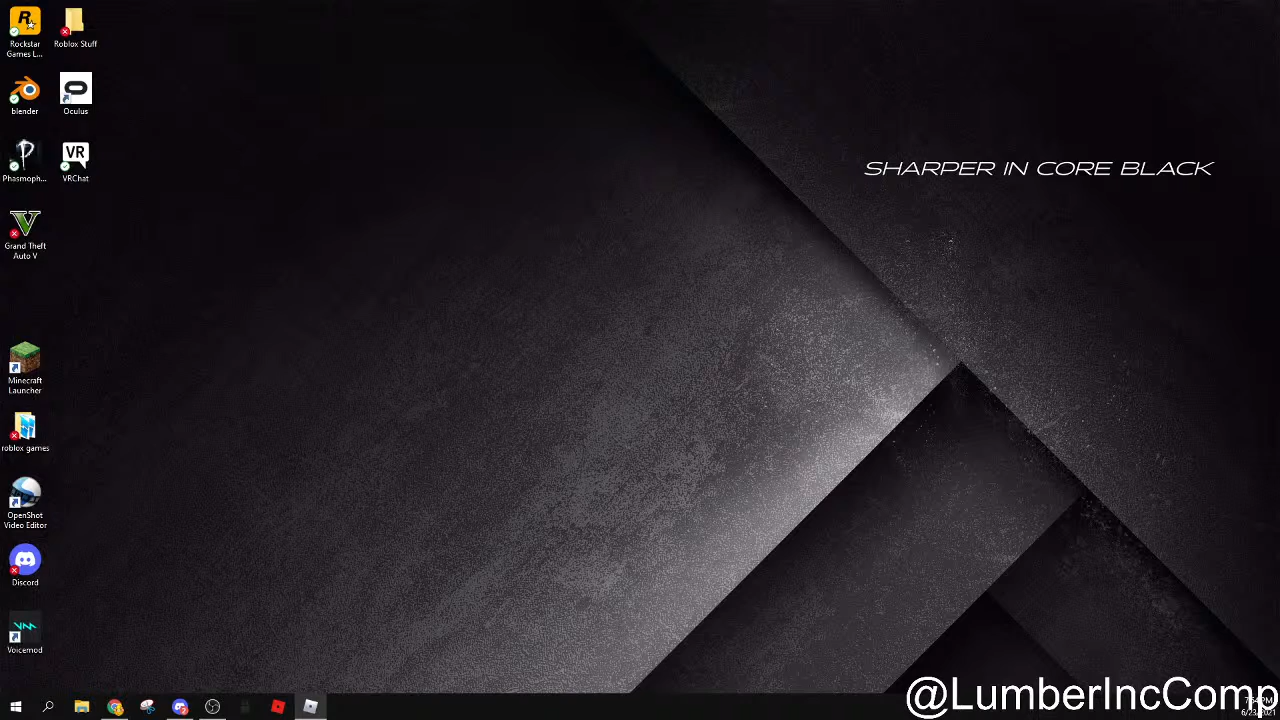 Rockstar
Games L...
Roblox Stuff
blender
Oculus
VR
Phasmoph...
VRChat
Grand Theft
Auto V
Minecraft
Launcher
roblox games
OpenShot
Video Editor
Discord
Voicemod
SHARPER IN CORE BLACK
@LumberIncComp